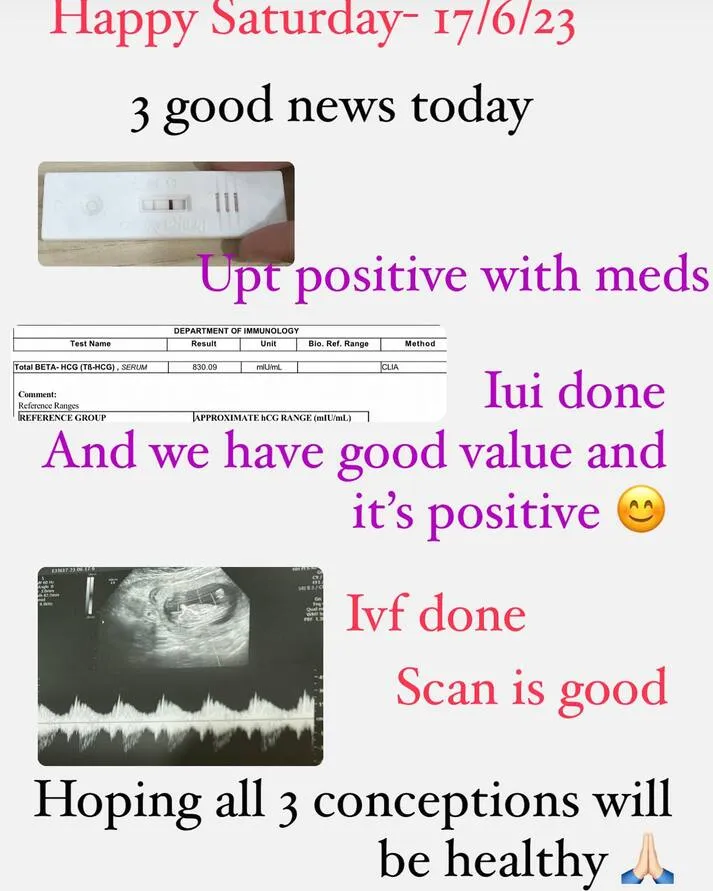 Happy Saturday- 17/6/23
3 good news today
Upt positive with meds
DEPARTMENT OF IMMUNOLOGY
Test Name Result Unit Bio. Ref. Range Method
Total BETA- HCG (Tß-HCG) , SERUM 830.09 mIU/mL CLIA
Comment:
Reference Ranges
REFERENCE GROUP APPROXIMATE hCG RANGE (mIU/mL)
Iui done
And we have good value and
it’s positive 😊
Ivf done
Scan is good
Hoping all 3 conceptions will
be healthy 🙏🏻